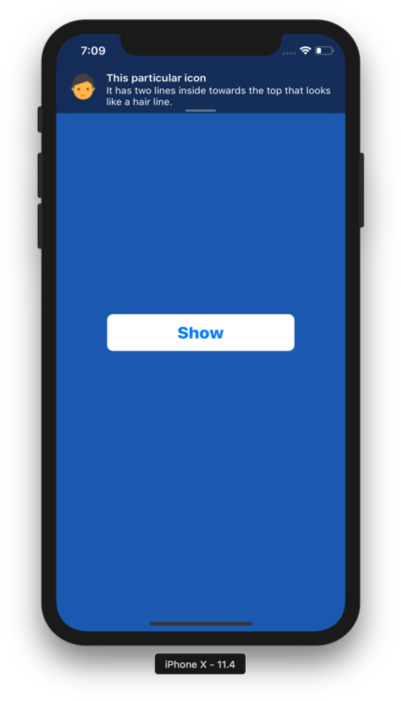 7:09
This particular icon
It has two lines inside towards the top that looks
like a hair line.
Show
iPhone X - 11.4